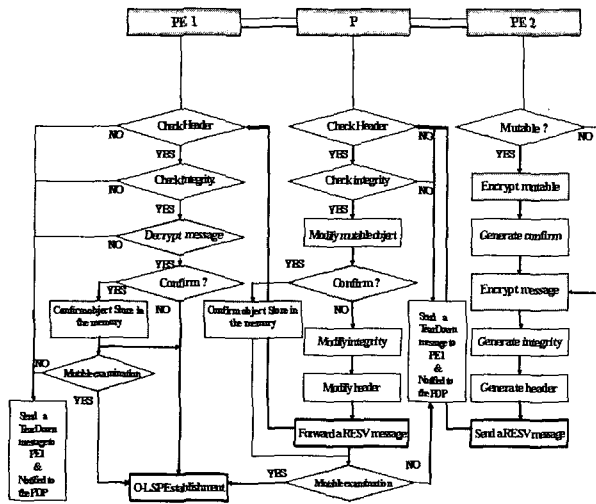 PE 1
P
PE 2
Check Header
NO
YES
Check Integrity
NO
YES
Decrypt message
NO
YES
Confirm ?
YES
NO
Confirm object Store in
the memory
Mutable examination
NO
YES
Send a
TearDown
message to
PE1
&
Notified to
the PDP
O-LSP Establishment
Check Header
NO
YES
Check integrity
YES
Modify mutable object
YES
Confirm ?
NO
Confirm object Store in
the memory
Modify integrity
Modify header
Forward a RESV message
YES
Mutable examination
NO
Send a
TearDown
message to
PE1
&
Notified to
the PDP
Mutable ?
NO
YES
Encrypt mutable
Generate confirm
Encrypt message
Generate integrity
Generate header
Send a RESV message